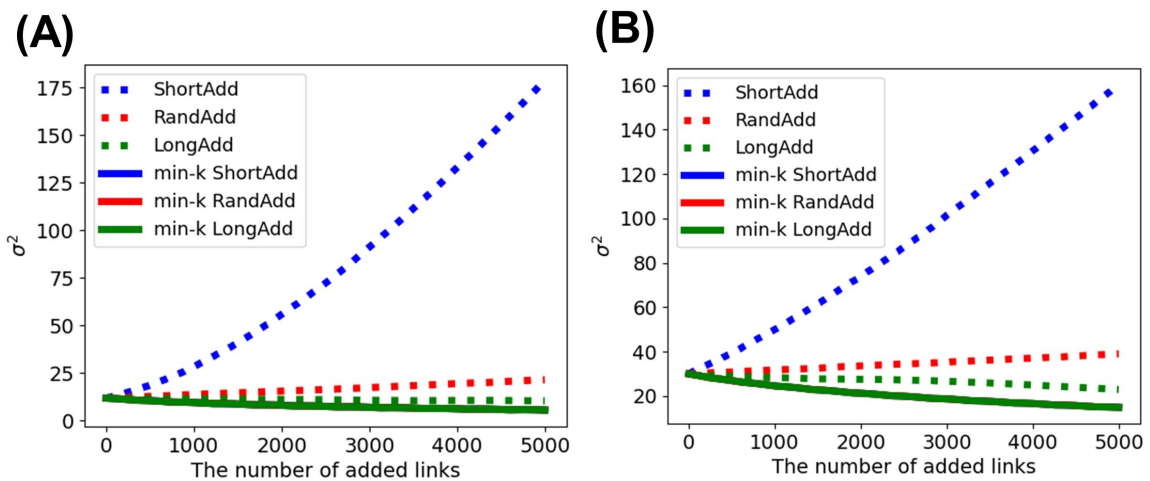 (A)
175
150
125
100
75
50
25
0
σ²
ShortAdd
RandAdd
LongAdd
min-k ShortAdd
min-k RandAdd
min-k LongAdd
0 1000 2000 3000 4000 5000
The number of added links
(B)
160
140
120
100
80
60
40
20
σ²
ShortAdd
RandAdd
LongAdd
min-k ShortAdd
min-k RandAdd
min-k LongAdd
0 1000 2000 3000 4000 5000
The number of added links